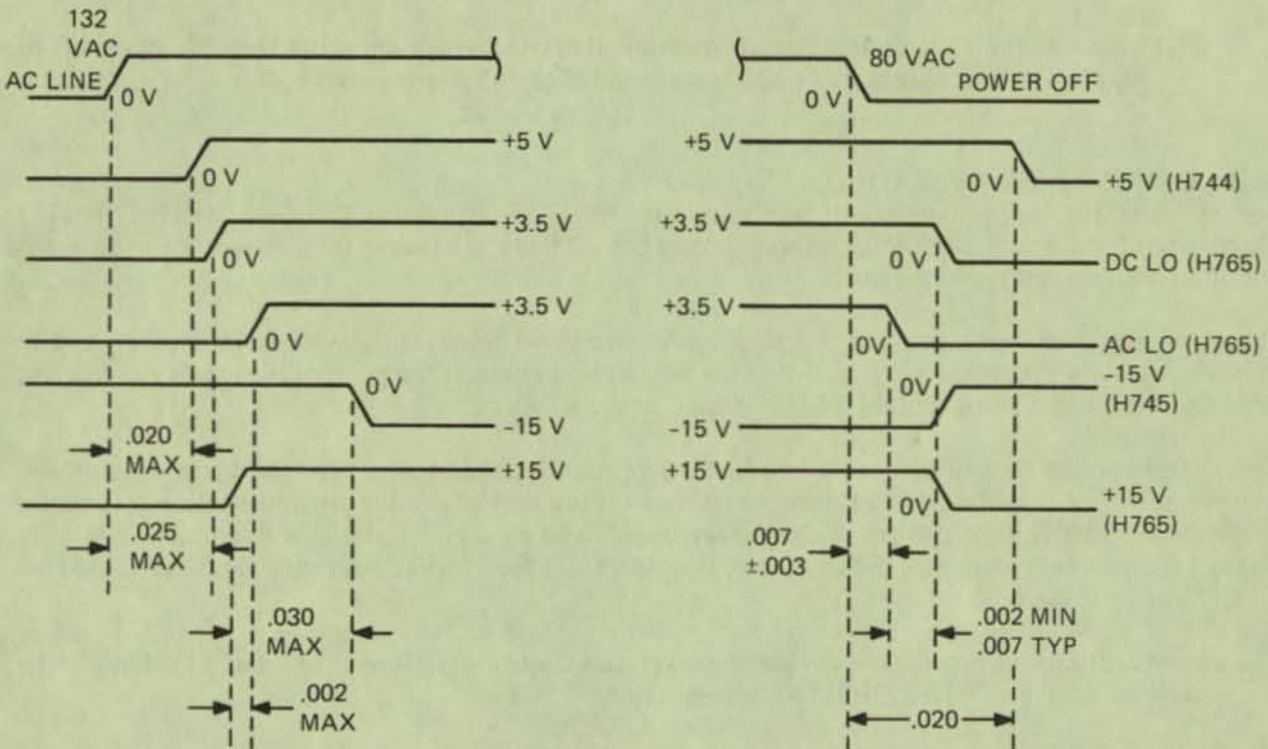 132
VAC
AC LINE
0 V
80 VAC
POWER OFF
0 V
+5 V
+5 V
0 V
0 V
+5 V (H744)
+3.5 V
+3.5 V
0 V
0 V
DC LO (H765)
+3.5 V
+3.5 V
0 V
0V
AC LO (H765)
0 V
0V
-15 V
(H745)
-15 V
-15 V
.020
MAX
+15 V
+15 V
0V
+15 V
(H765)
.025
MAX
.007
±.003
.030
MAX
.002 MIN
.007 TYP
.002
MAX
.020